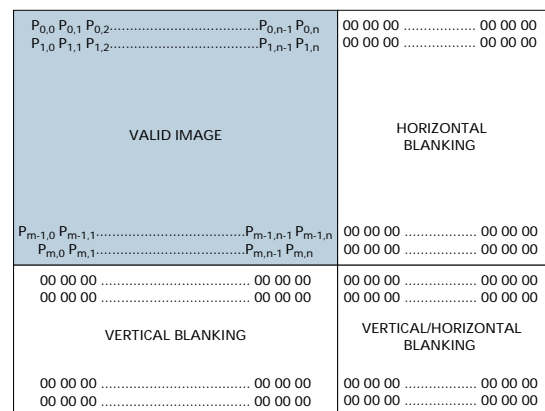 P0,0 P0,1 P0,2.....................................P0,n-1 P0,n 00 00 00 .................. 00 00 00
P1,0 P1,1 P1,2.....................................P1,n-1 P1,n 00 00 00 .................. 00 00 00
VALID IMAGE
HORIZONTAL
BLANKING
Pm-1,0 Pm-1,1.....................................Pm-1,n-1 Pm-1,n 00 00 00 .................. 00 00 00
Pm,0 Pm,1.....................................Pm,n-1 Pm,n 00 00 00 .................. 00 00 00
00 00 00 ..................................... 00 00 00 00 00 00 .................. 00 00 00
00 00 00 ..................................... 00 00 00 00 00 00 .................. 00 00 00
VERTICAL BLANKING
VERTICAL/HORIZONTAL
BLANKING
00 00 00 ..................................... 00 00 00 00 00 00 .................. 00 00 00
00 00 00 ..................................... 00 00 00 00 00 00 .................. 00 00 00